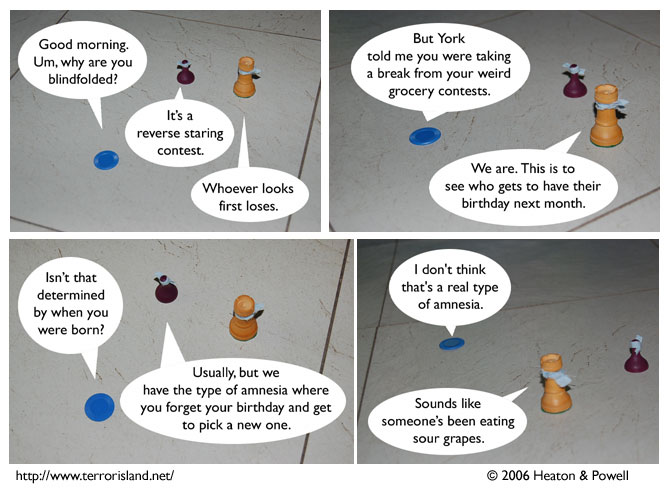 Good morning.
Um, why are you
blindfolded?
It’s a
reverse staring
contest.
Whoever looks
first loses.
But York
told me you were taking
a break from your weird
grocery contests.
We are. This is to
see who gets to have their
birthday next month.
Isn’t that
determined
by when you
were born?
Usually, but we
have the type of amnesia where
you forget your birthday and get
to pick a new one.
I don't think
that's a real type
of amnesia.
Sounds like
someone’s been eating
sour grapes.
http://www.terrorisland.net/
© 2006 Heaton & Powell